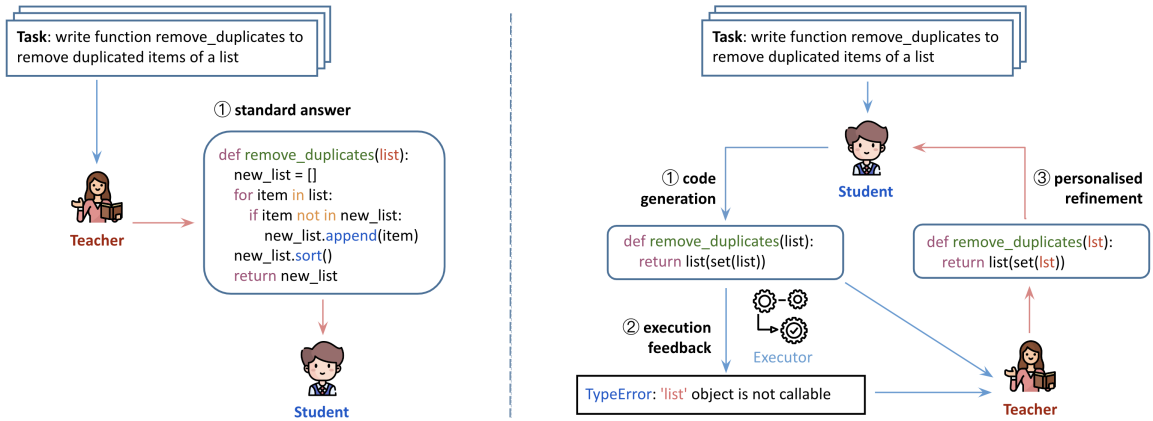 Task: write function remove_duplicates to
remove duplicated items of a list
① standard answer
def remove_duplicates(list):
new_list = []
for item in list:
if item not in new_list:
new_list.append(item)
new_list.sort()
return new_list
Teacher
Student
Task: write function remove_duplicates to
remove duplicated items of a list
Student
① code
generation
③ personalised
refinement
def remove_duplicates(list):
return list(set(list))
def remove_duplicates(lst):
return list(set(lst))
② execution
feedback
Executor
TypeError: 'list' object is not callable
Teacher